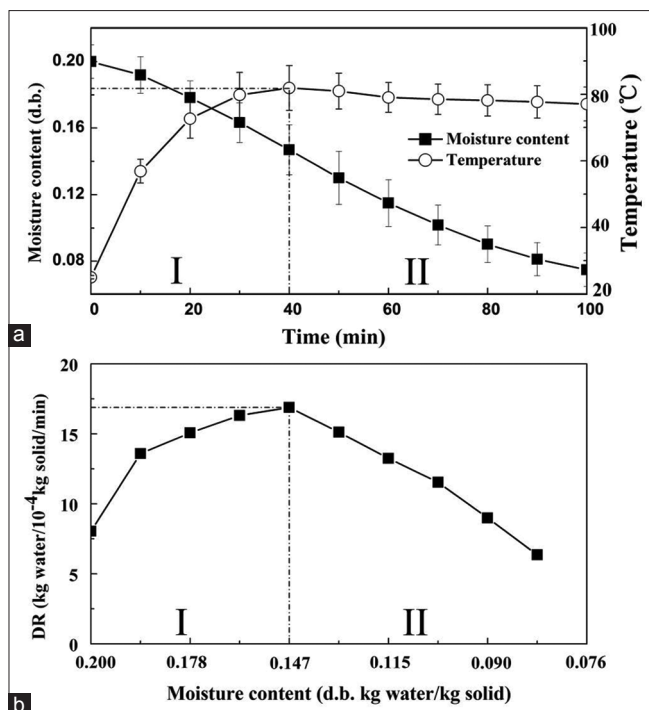 0.20
0.16
0.12
0.08
Moisture content (d.b.)
100
80
60
40
20
Temperature (℃)
Moisture content
Temperature
I
II
0
20
40
60
80
100
Time (min)
a
20
15
10
5
0
DR (kg water/10⁻⁴kg solid/min)
I
II
0.200
0.178
0.147
0.115
0.090
0.076
Moisture content (d.b. kg water/kg solid)
b